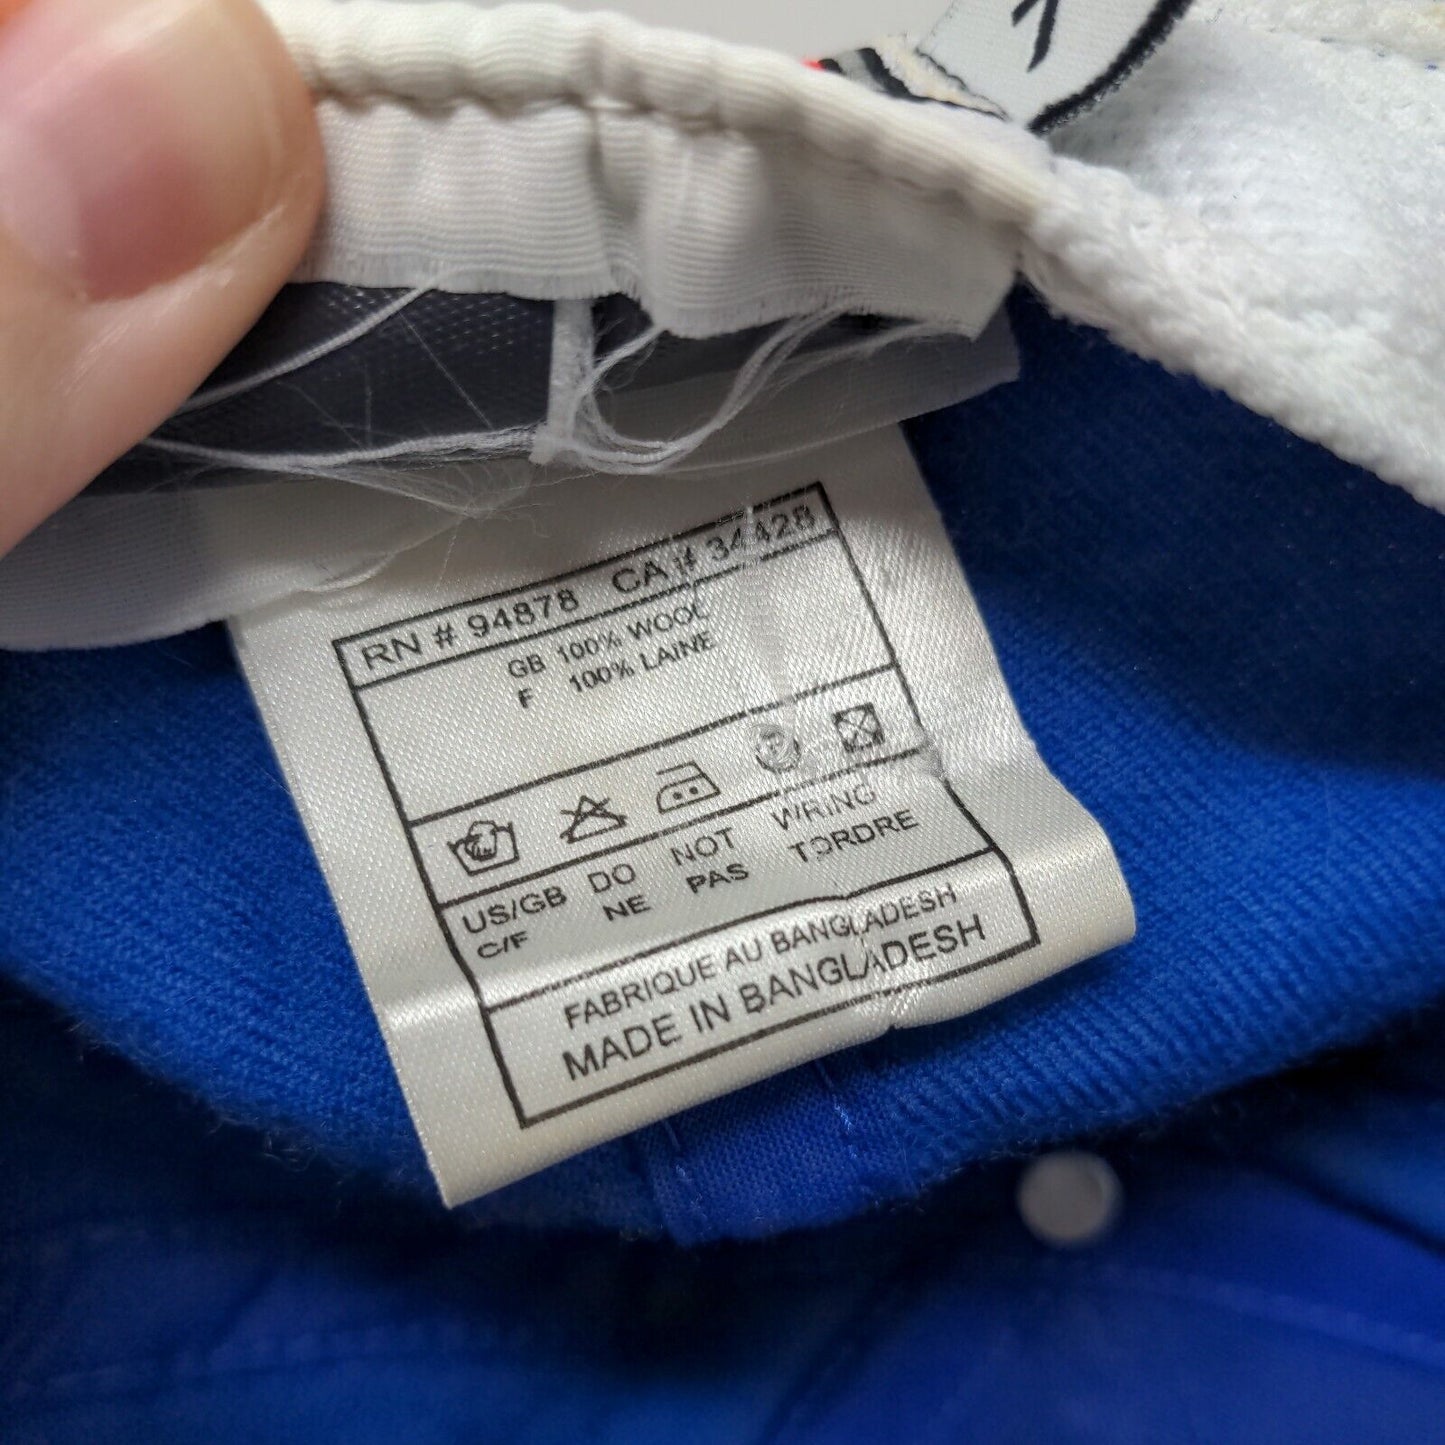 RN # 94878 CA # 34428
GB 100% WOOL
F 100% LAINE
US/GB DO NOT WRING
C/F NE PAS TORDRE
FABRIQUE AU BANGLADESH
MADE IN BANGLADESH